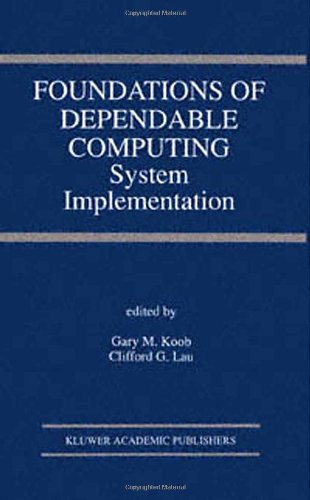 FOUNDATIONS OF
DEPENDABLE
COMPUTING
System
Implementation
edited by
Gary M. Koob
Clifford G. Lau
KLUWER ACADEMIC PUBLISHERS